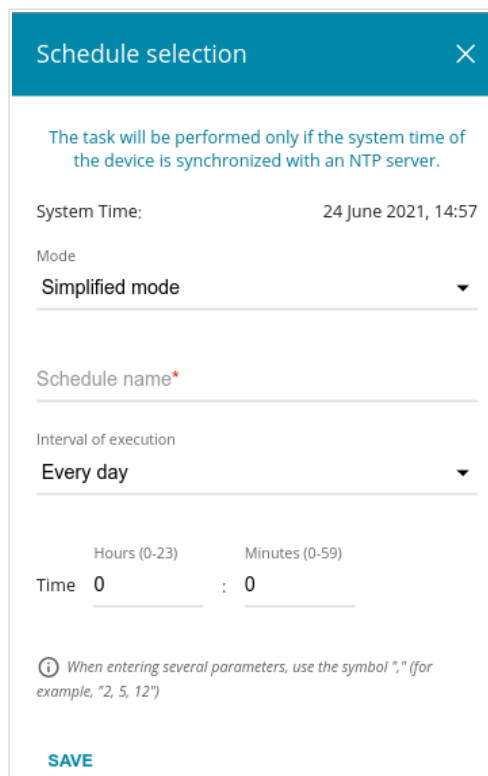 Schedule selection
The task will be performed only if the system time of
the device is synchronized with an NTP server.
System Time: 24 June 2021, 14:57
Mode
Simplified mode
Schedule name*
Interval of execution
Every day
Hours (0-23) Minutes (0-59)
Time 0 : 0
When entering several parameters, use the symbol "," (for
example, "2, 5, 12")
SAVE